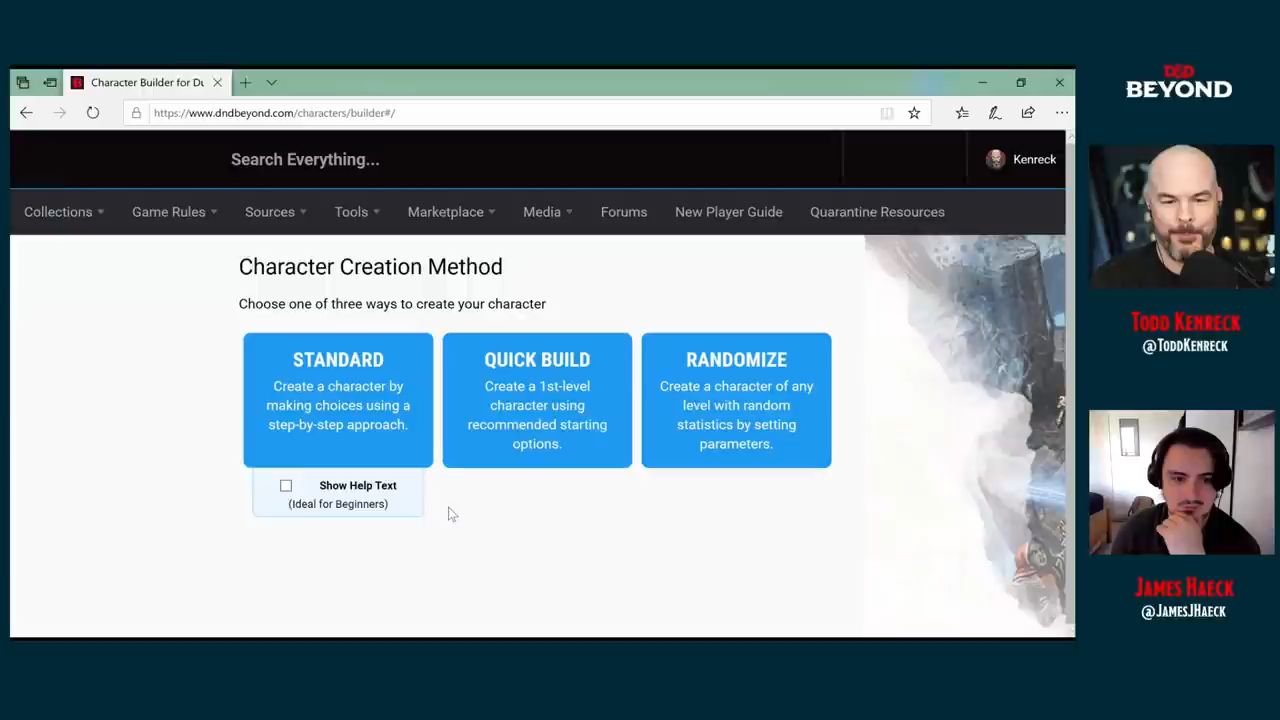 Character Builder for Du
https://www.dndbeyond.com/characters/builder#/
Search Everything...
Kenreck
Collections
Game Rules
Sources
Tools
Marketplace
Media
Forums
New Player Guide
Quarantine Resources
Character Creation Method
Choose one of three ways to create your character
STANDARD
Create a character by
making choices using a
step-by-step approach.
Show Help Text
(Ideal for Beginners)
QUICK BUILD
Create a 1st-level
character using
recommended starting
options.
RANDOMIZE
Create a character of any
level with random
statistics by setting
parameters.
D&D
BEYOND
Todd Kenreck
@ToddKenreck
James Haeck
@JamesJHaeck